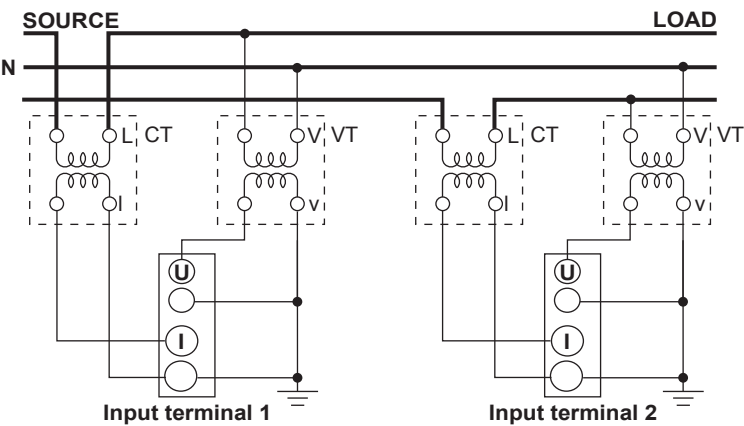 SOURCE LOAD
N
L CT V VT L CT V VT
l v l v
U U
I I
Input terminal 1 Input terminal 2